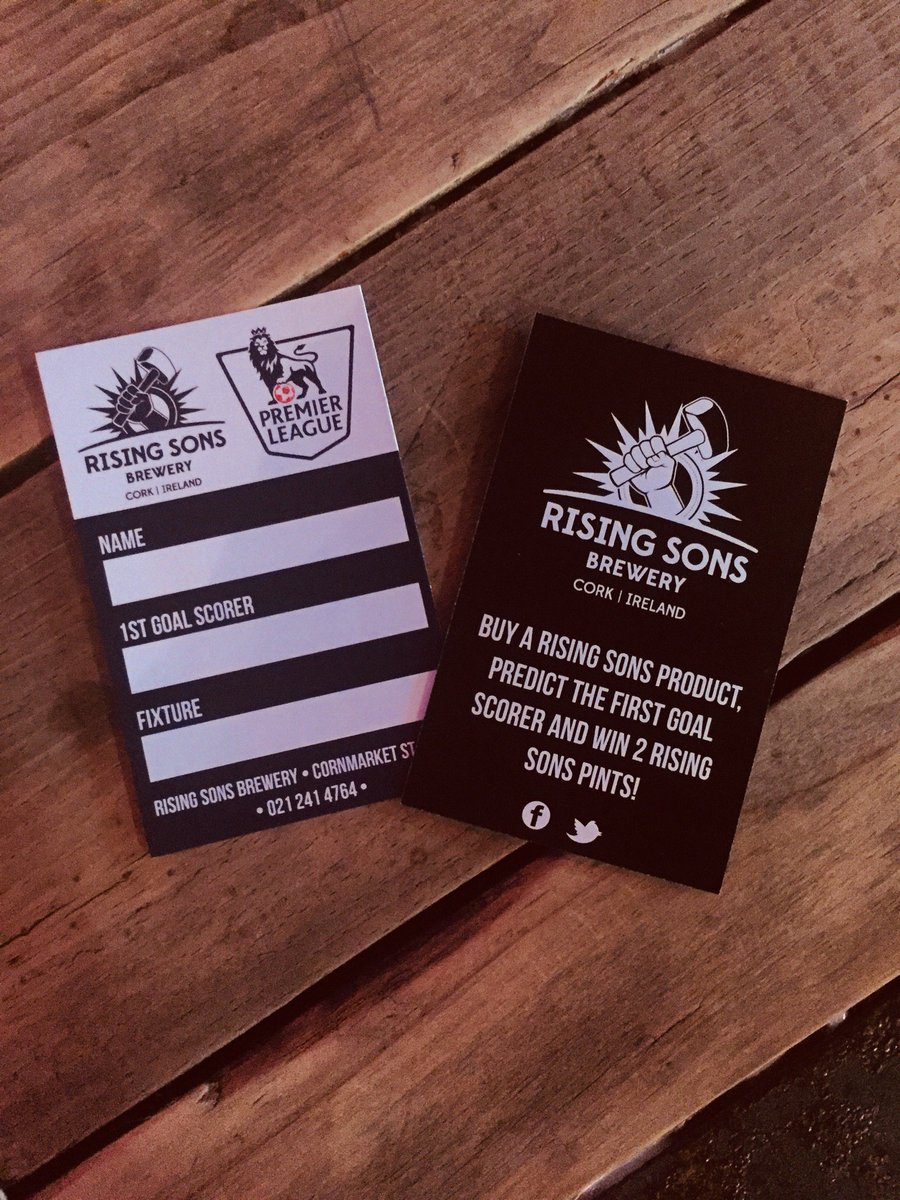 RISING SONS
BREWERY
CORK | IRELAND
PREMIER
LEAGUE
NAME
1ST GOAL SCORER
FIXTURE
RISING SONS BREWERY • CORNMARKET ST
• 021 241 4764 •
RISING SONS
BREWERY
CORK | IRELAND
BUY A RISING SONS PRODUCT,
PREDICT THE FIRST GOAL
SCORER AND WIN 2 RISING
SONS PINTS!